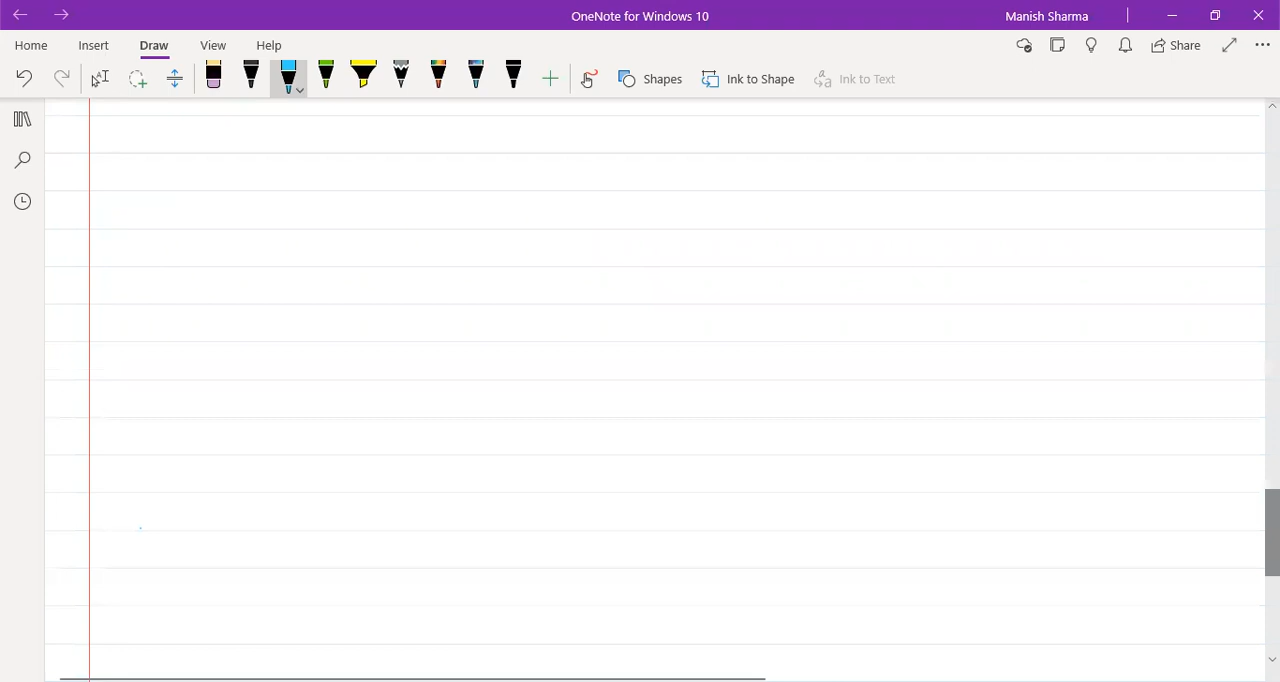 OneNote for Windows 10
Manish Sharma
Home Insert Draw View Help
Share
Shapes Ink to Shape Ink to Text